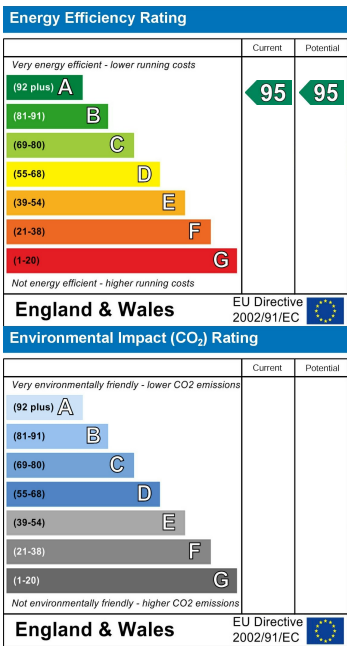 Energy Efficiency Rating
Current Potential
Very energy efficient - lower running costs
(92 plus) A 95 95
(81-91) B
(69-80) C
(55-68) D
(39-54) E
(21-38) F
(1-20) G
Not energy efficient - higher running costs
England & Wales EU Directive 2002/91/EC
Environmental Impact (CO₂) Rating
Current Potential
Very environmentally friendly - lower CO2 emissions
(92 plus) A
(81-91) B
(69-80) C
(55-68) D
(39-54) E
(21-38) F
(1-20) G
Not environmentally friendly - higher CO2 emissions
England & Wales EU Directive 2002/91/EC